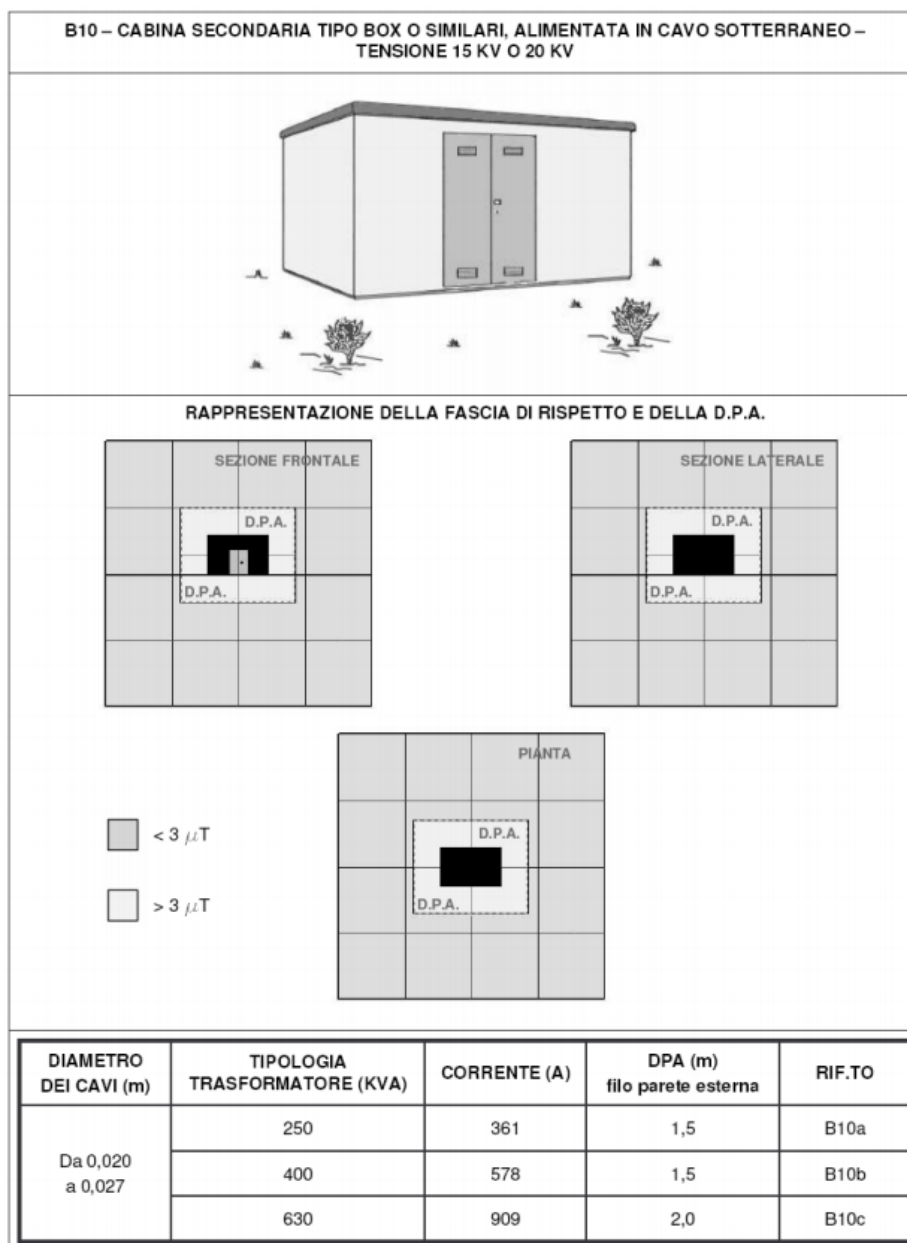 B10 – CABINA SECONDARIA TIPO BOX O SIMILARI, ALIMENTATA IN CAVO SOTTERRANEO –
TENSIONE 15 KV O 20 KV
RAPPRESENTAZIONE DELLA FASCIA DI RISPETTO E DELLA D.P.A.
SEZIONE FRONTALE
D.P.A.
D.P.A.
SEZIONE LATERALE
D.P.A.
D.P.A.
PIANTA
D.P.A.
D.P.A.
< 3 μT
> 3 μT
DIAMETRO
DEI CAVI (m)
TIPOLOGIA
TRASFORMATORE (KVA)
CORRENTE (A)
DPA (m)
filo parete esterna
RIF.TO
Da 0,020
a 0,027
250
361
1,5
B10a
400
578
1,5
B10b
630
909
2,0
B10c